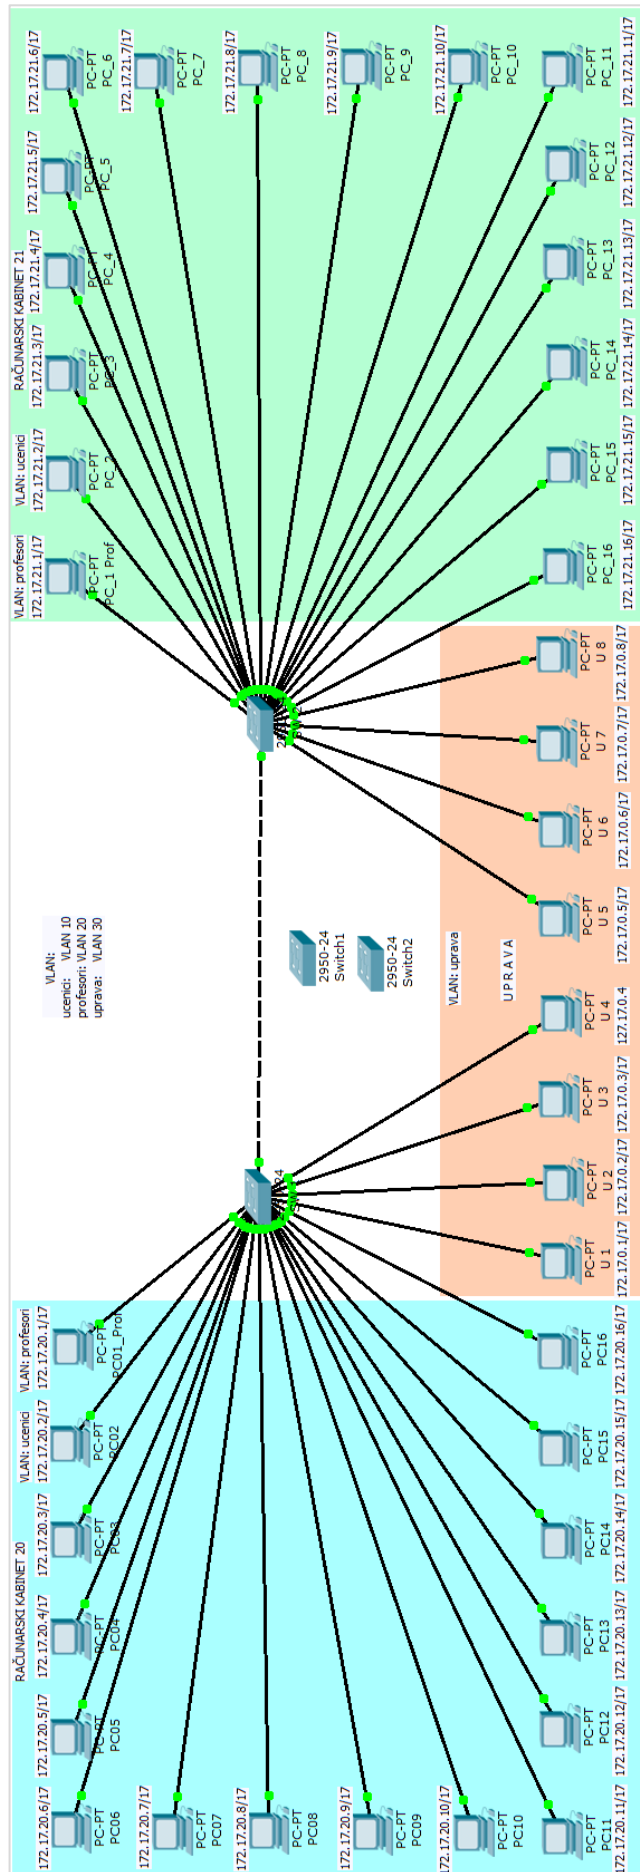 RAČUNARSKI KABINET 20
VLAN: ucenici
VLAN: profesori
172.17.20.6/17
172.17.20.5/17
172.17.20.4/17
172.17.20.3/17
172.17.20.2/17
172.17.20.1/17
PC-PT
PC06
PC-PT
PC05
PC-PT
PC04
PC-PT
PC03
PC-PT
PC02
PC-PT
PC01_Prof
172.17.20.7/17
PC-PT
PC07
172.17.20.8/17
PC-PT
PC08
172.17.20.9/17
PC-PT
PC09
172.17.20.10/17
PC-PT
PC10
PC-PT
PC11
172.17.20.11/17
PC-PT
PC12
172.17.20.12/17
PC-PT
PC13
172.17.20.13/17
PC-PT
PC14
172.17.20.14/17
PC-PT
PC15
172.17.20.15/17
PC-PT
PC16
172.17.20.16/17
VLAN:
ucenici: VLAN 10
profesori: VLAN 20
uprava: VLAN 30
2950-24
Switch1
2950-24
Switch2
VLAN: uprava
U P R A V A
PC-PT
U 1
172.17.0.1/17
PC-PT
U 2
172.17.0.2/17
PC-PT
U 3
172.17.0.3/17
PC-PT
U 4
127.17.0.4
PC-PT
U 5
172.17.0.5/17
PC-PT
U 6
172.17.0.6/17
PC-PT
U 7
172.17.0.7/17
PC-PT
U 8
172.17.0.8/17
RAČUNARSKI KABINET 21
VLAN: profesori
VLAN: ucenici
172.17.21.1/17
172.17.21.2/17
172.17.21.3/17
172.17.21.4/17
172.17.21.5/17
172.17.21.6/17
PC-PT
PC_1 Prof
PC-PT
PC_2
PC-PT
PC_3
PC-PT
PC_4
PC-PT
PC_5
PC-PT
PC_6
172.17.21.7/17
PC-PT
PC_7
172.17.21.8/17
PC-PT
PC_8
172.17.21.9/17
PC-PT
PC_9
172.17.21.10/17
PC-PT
PC_10
PC-PT
PC_16
172.17.21.16/17
PC-PT
PC_15
172.17.21.15/17
PC-PT
PC_14
172.17.21.14/17
PC-PT
PC_13
172.17.21.13/17
PC-PT
PC_12
172.17.21.12/17
PC-PT
PC_11
172.17.21.11/17